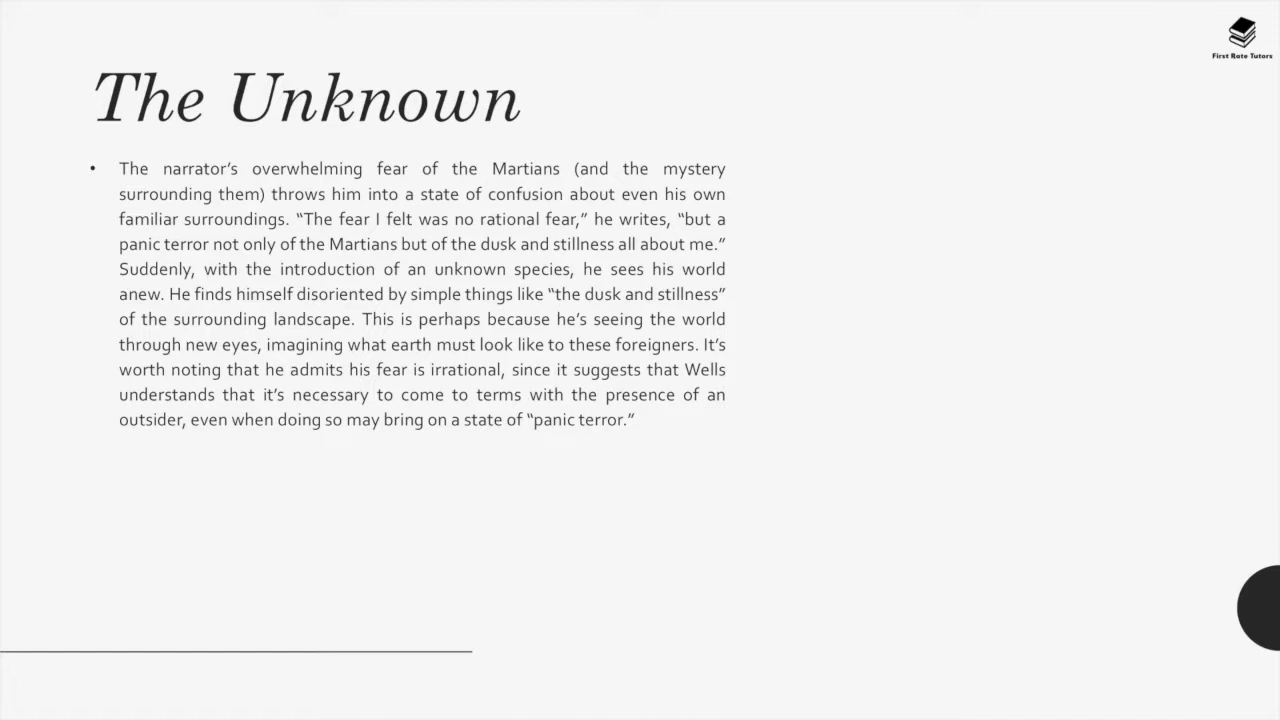 First Rate Tutors
The Unknown
• The narrator’s overwhelming fear of the Martians (and the mystery
surrounding them) throws him into a state of confusion about even his own
familiar surroundings. “The fear I felt was no rational fear,” he writes, “but a
panic terror not only of the Martians but of the dusk and stillness all about me.”
Suddenly, with the introduction of an unknown species, he sees his world
anew. He finds himself disoriented by simple things like “the dusk and stillness”
of the surrounding landscape. This is perhaps because he’s seeing the world
through new eyes, imagining what earth must look like to these foreigners. It’s
worth noting that he admits his fear is irrational, since it suggests that Wells
understands that it’s necessary to come to terms with the presence of an
outsider, even when doing so may bring on a state of “panic terror.”